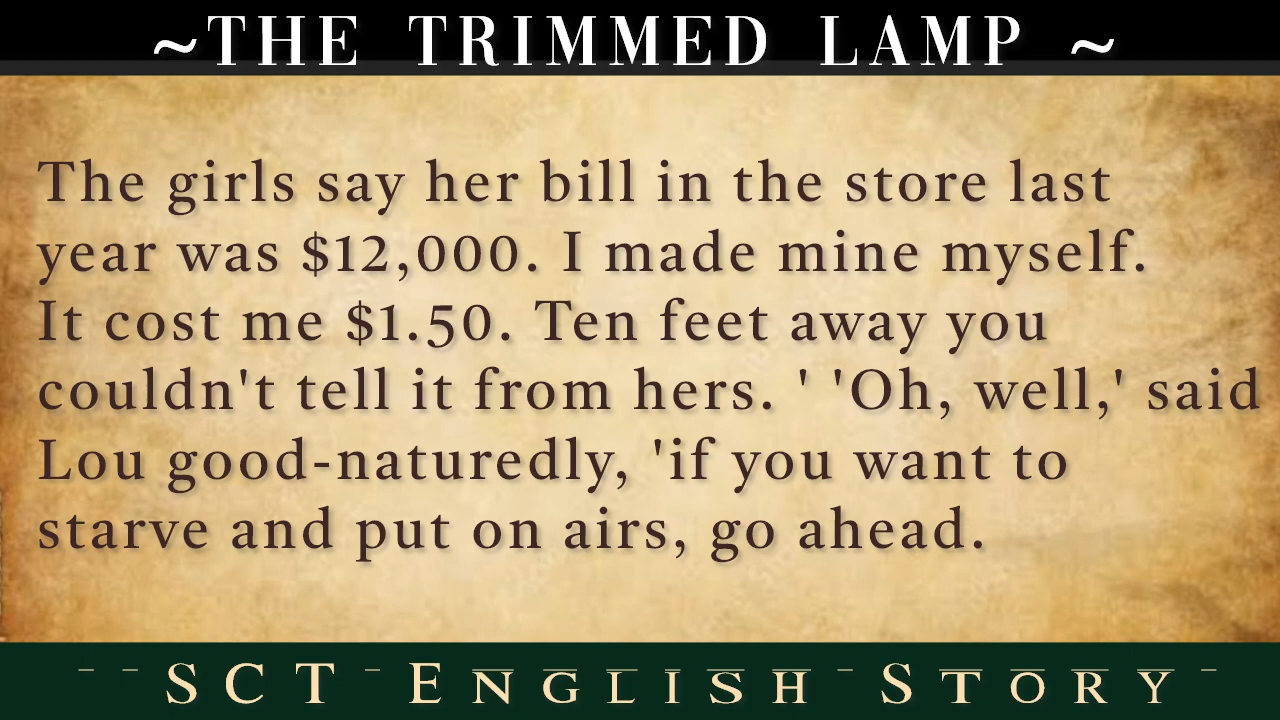 ~THE TRIMMED LAMP ~
The girls say her bill in the store last
year was $12,000. I made mine myself.
It cost me $1.50. Ten feet away you
couldn't tell it from hers. ' 'Oh, well,' said
Lou good-naturedly, 'if you want to
starve and put on airs, go ahead.
SCT English Story